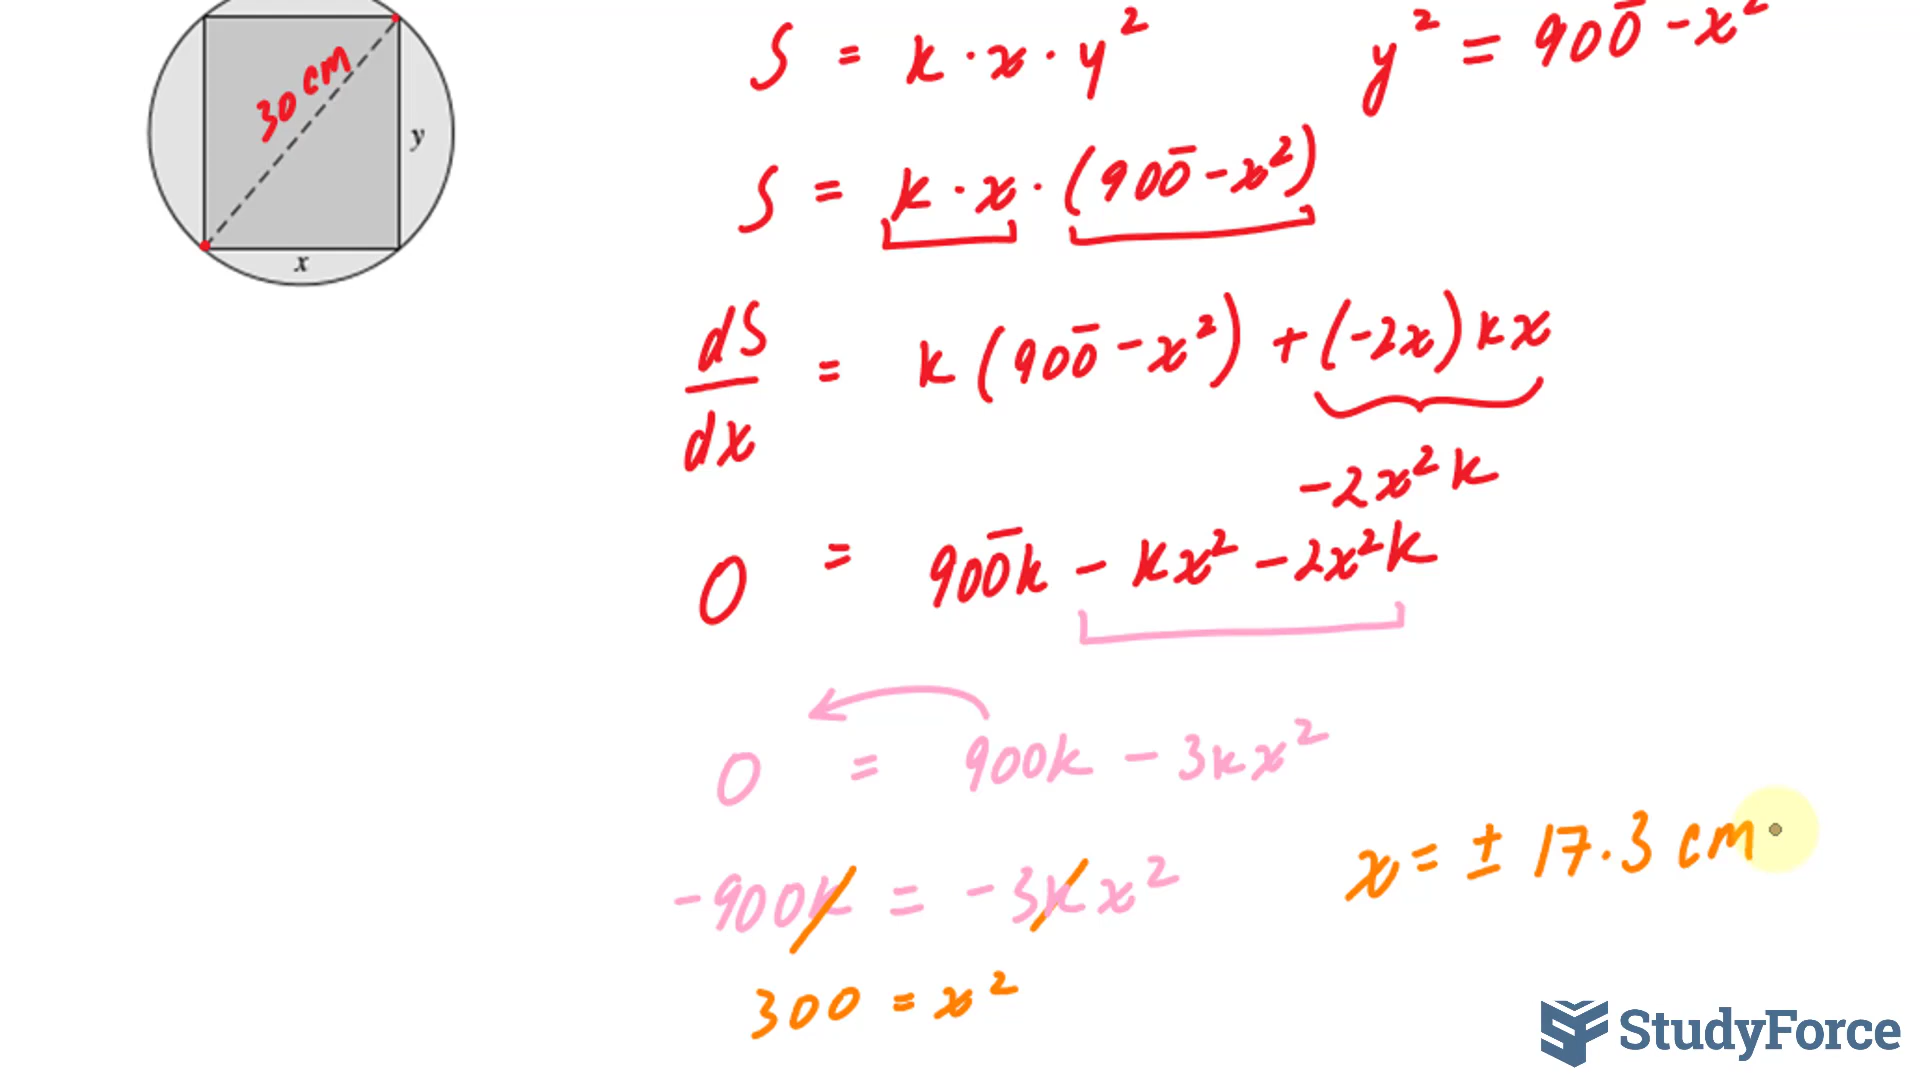 30 cm
y
x
S = k · x · y²
y² = 900̅ - x²
S = k · x · (900̅ - x²)
dS/dx = k(900̅ - x²) + (-2x)kx
-2x²k
0 = 900̅k - kx² - 2x²k
0 = 900k - 3kx²
-900k = -3kx²
x = ± 17.3 cm
300 = x²
StudyForce